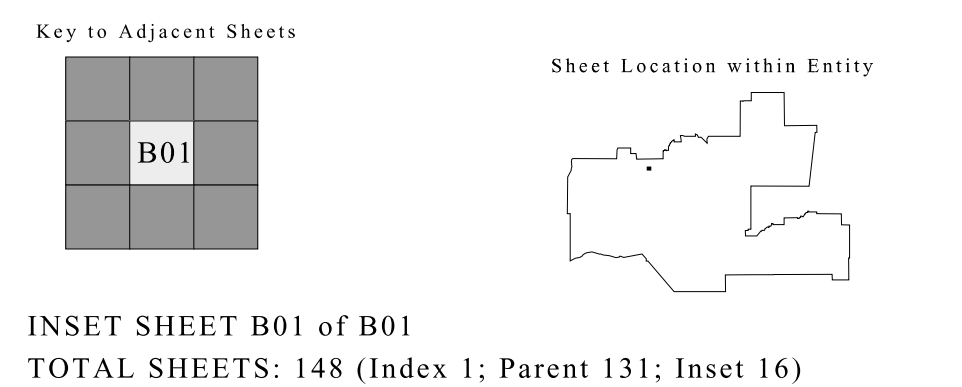 Key to Adjacent Sheets
Sheet Location within Entity
B01
INSET SHEET B01 of B01
TOTAL SHEETS: 148 (Index 1; Parent 131; Inset 16)